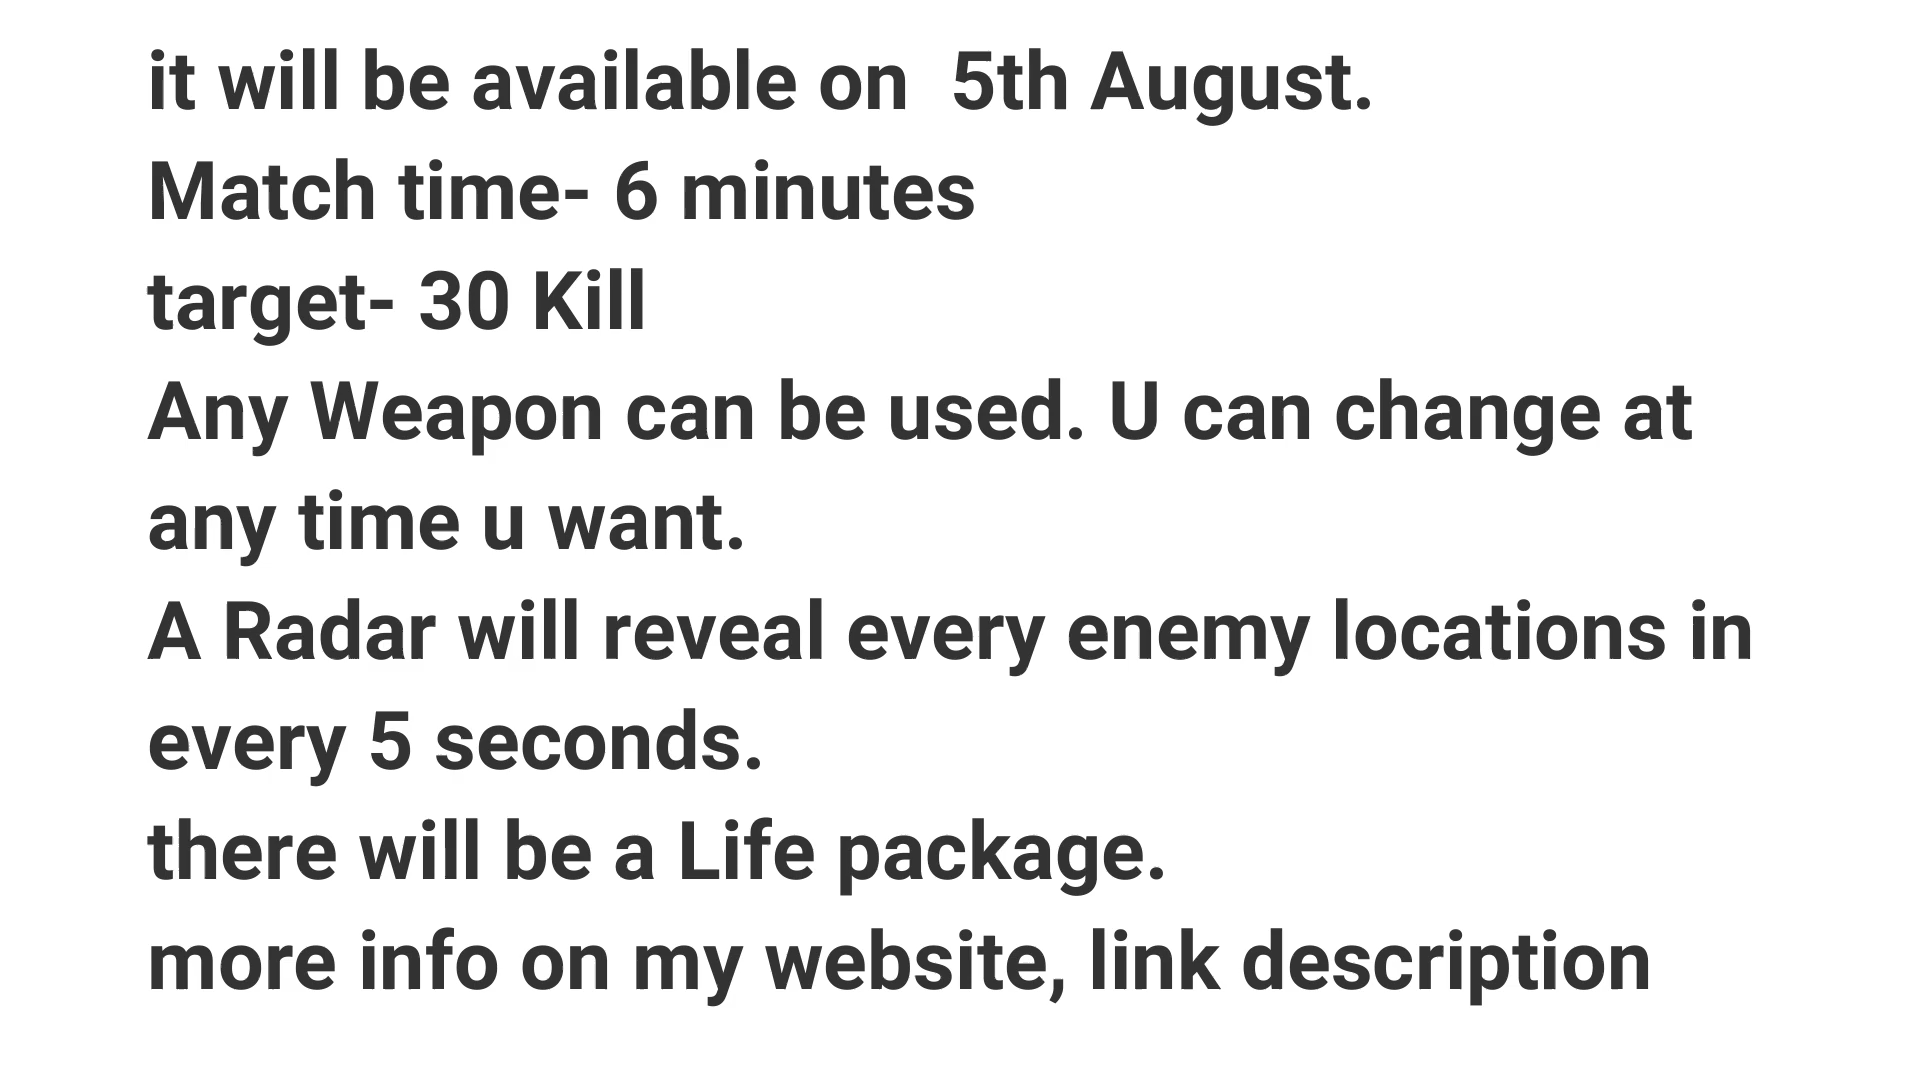 it will be available on  5th August.
Match time- 6 minutes
target- 30 Kill
Any Weapon can be used. U can change at
any time u want.
A Radar will reveal every enemy locations in
every 5 seconds.
there will be a Life package.
more info on my website, link description